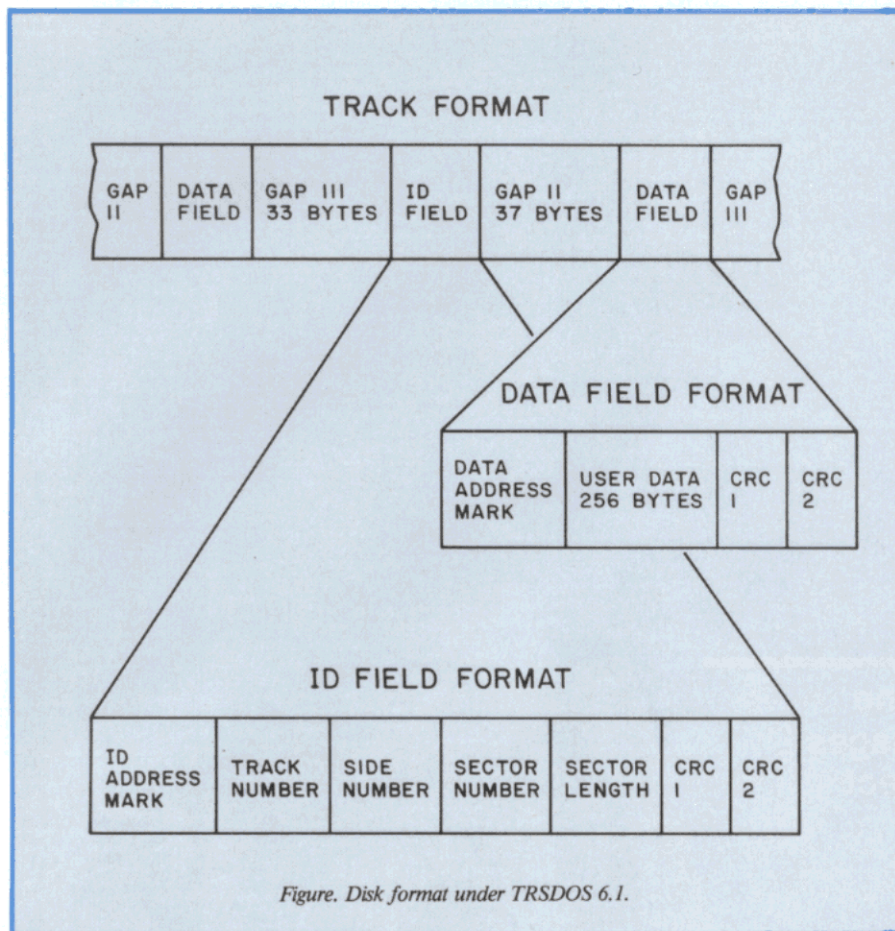 TRACK FORMAT
GAP II
DATA FIELD
GAP III 33 BYTES
ID FIELD
GAP II 37 BYTES
DATA FIELD
GAP III
DATA FIELD FORMAT
DATA ADDRESS MARK
USER DATA 256 BYTES
CRC 1
CRC 2
ID FIELD FORMAT
ID ADDRESS MARK
TRACK NUMBER
SIDE NUMBER
SECTOR NUMBER
SECTOR LENGTH
CRC 1
CRC 2
Figure. Disk format under TRSDOS 6.1.